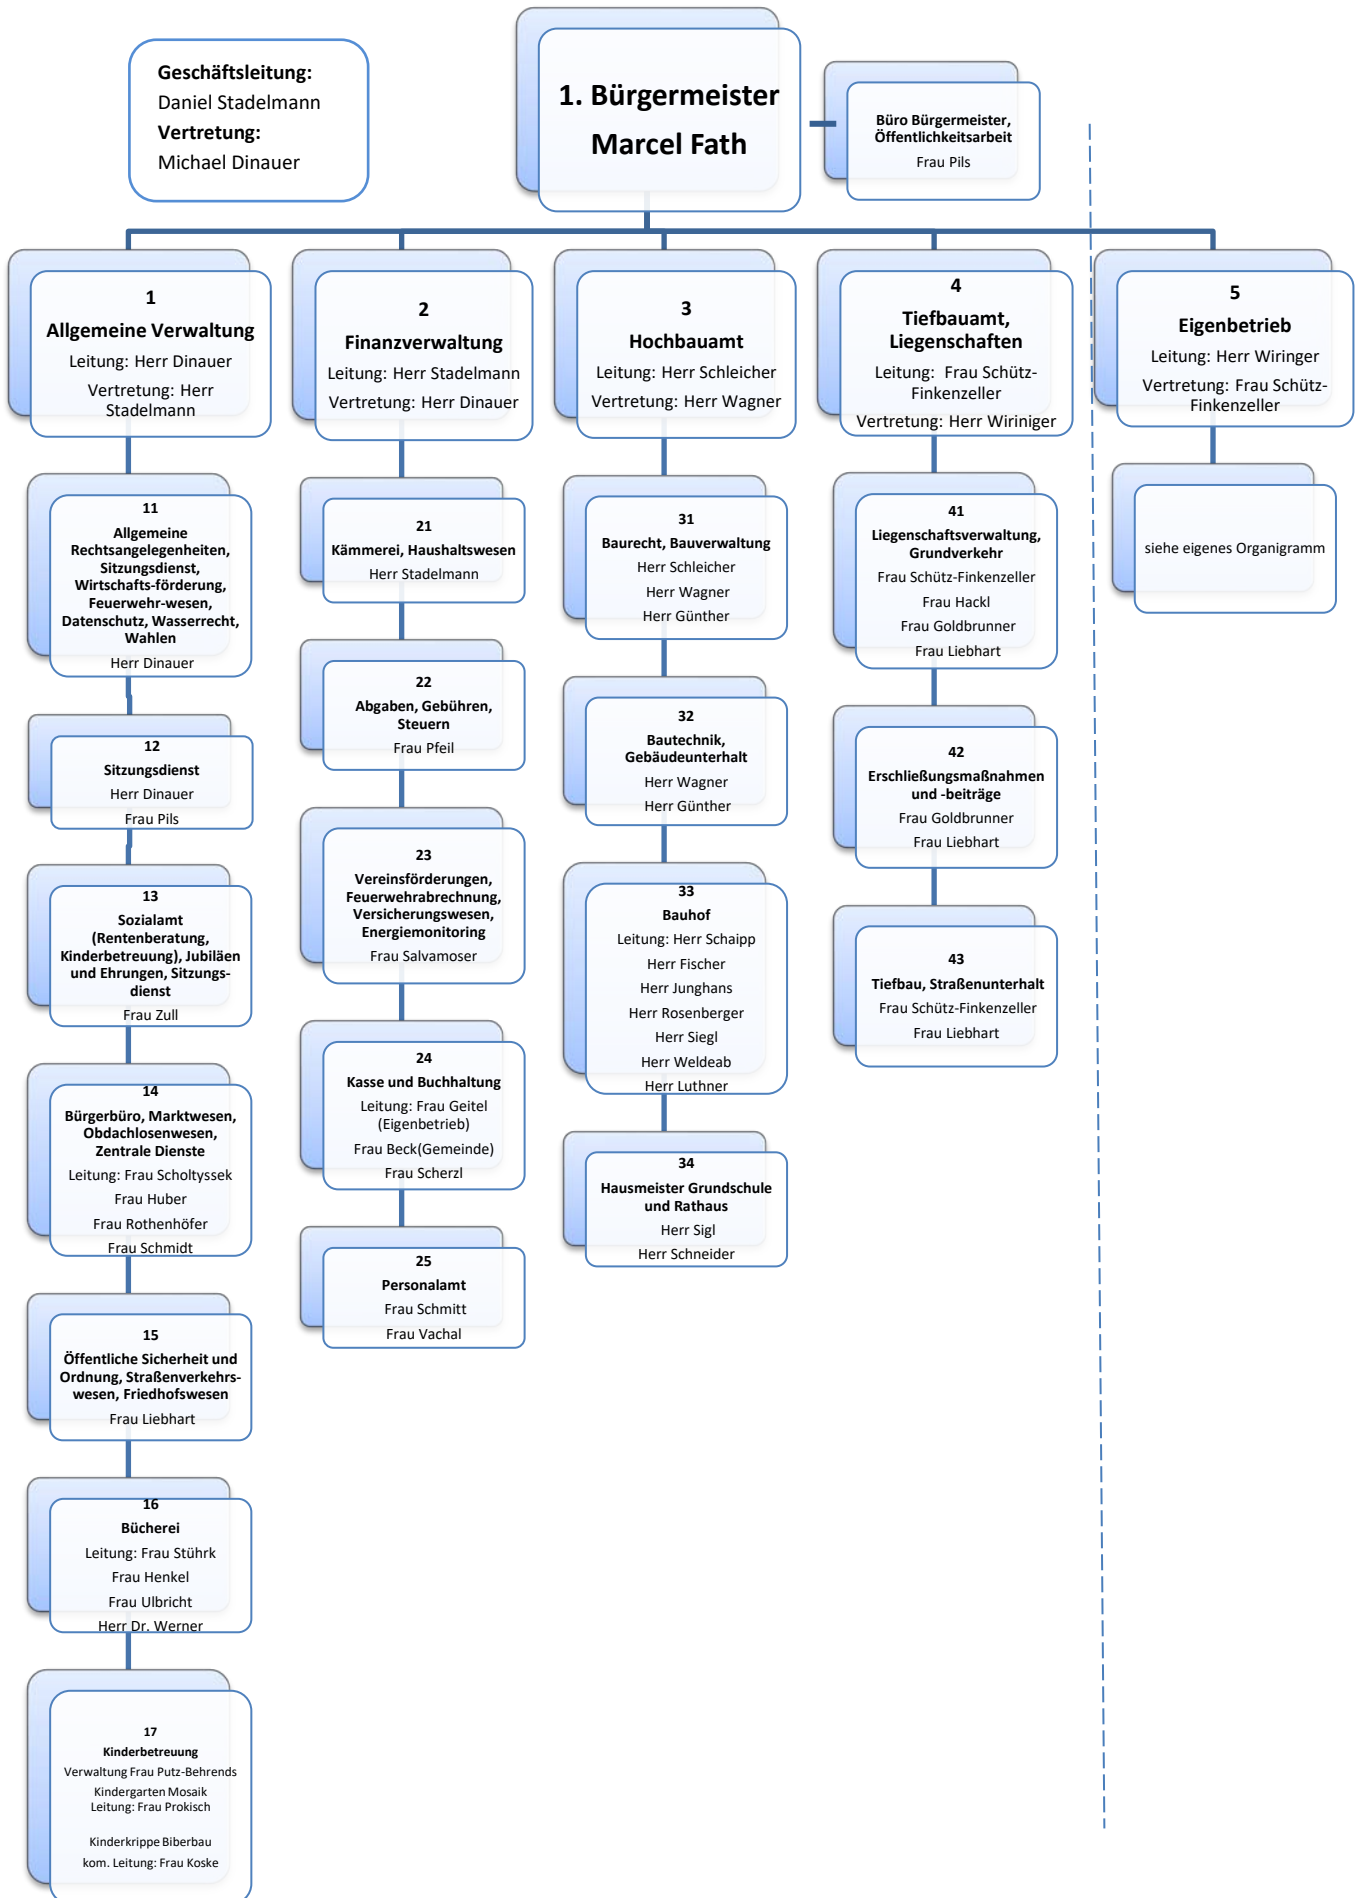 Geschäftsleitung:
Daniel Stadelmann
Vertretung:
Michael Dinauer
1. Bürgermeister
Marcel Fath
Büro Bürgermeister,
Öffentlichkeitsarbeit
Frau Pils
1
Allgemeine Verwaltung
Leitung: Herr Dinauer
Vertretung: Herr
Stadelmann
2
Finanzverwaltung
Leitung: Herr Stadelmann
Vertretung: Herr Dinauer
3
Hochbauamt
Leitung: Herr Schleicher
Vertretung: Herr Wagner
4
Tiefbauamt,
Liegenschaften
Leitung: Frau Schütz-
Finkenzeller
Vertretung: Herr Wiriniger
5
Eigenbetrieb
Leitung: Herr Wiringer
Vertretung: Frau Schütz-
Finkenzeller
11
Allgemeine
Rechtsangelegenheiten,
Sitzungsdienst,
Wirtschafts-förderung,
Feuerwehr-wesen,
Datenschutz, Wasserrecht,
Wahlen
Herr Dinauer
12
Sitzungsdienst
Herr Dinauer
Frau Pils
13
Sozialamt
(Rentenberatung,
Kinderbetreuung), Jubiläen
und Ehrungen, Sitzungs-
dienst
Frau Zull
14
Bürgerbüro, Marktwesen,
Obdachlosenwesen,
Zentrale Dienste
Leitung: Frau Scholtyssek
Frau Huber
Frau Rothenhöfer
Frau Schmidt
15
Öffentliche Sicherheit und
Ordnung, Straßenverkehrs-
wesen, Friedhofswesen
Frau Liebhart
16
Bücherei
Leitung: Frau Stührk
Frau Henkel
Frau Ulbricht
Herr Dr. Werner
17
Kinderbetreuung
Verwaltung Frau Putz-Behrends
Kindergarten Mosaik
Leitung: Frau Prokisch
Kinderkrippe Biberbau
kom. Leitung: Frau Koske
21
Kämmerei, Haushaltswesen
Herr Stadelmann
22
Abgaben, Gebühren,
Steuern
Frau Pfeil
23
Vereinsförderungen,
Feuerwehrabrechnung,
Versicherungswesen,
Energiemonitoring
Frau Salvamoser
24
Kasse und Buchhaltung
Leitung: Frau Geitel
(Eigenbetrieb)
Frau Beck(Gemeinde)
Frau Scherzl
25
Personalamt
Frau Schmitt
Frau Vachal
31
Baurecht, Bauverwaltung
Herr Schleicher
Herr Wagner
Herr Günther
32
Bautechnik,
Gebäudeunterhalt
Herr Wagner
Herr Günther
33
Bauhof
Leitung: Herr Schaipp
Herr Fischer
Herr Junghans
Herr Rosenberger
Herr Siegl
Herr Weldeab
Herr Luthner
34
Hausmeister Grundschule
und Rathaus
Herr Sigl
Herr Schneider
41
Liegenschaftsverwaltung,
Grundverkehr
Frau Schütz-Finkenzeller
Frau Hackl
Frau Goldbrunner
Frau Liebhart
42
Erschließungsmaßnahmen
und -beiträge
Frau Goldbrunner
Frau Liebhart
43
Tiefbau, Straßenunterhalt
Frau Schütz-Finkenzeller
Frau Liebhart
siehe eigenes Organigramm